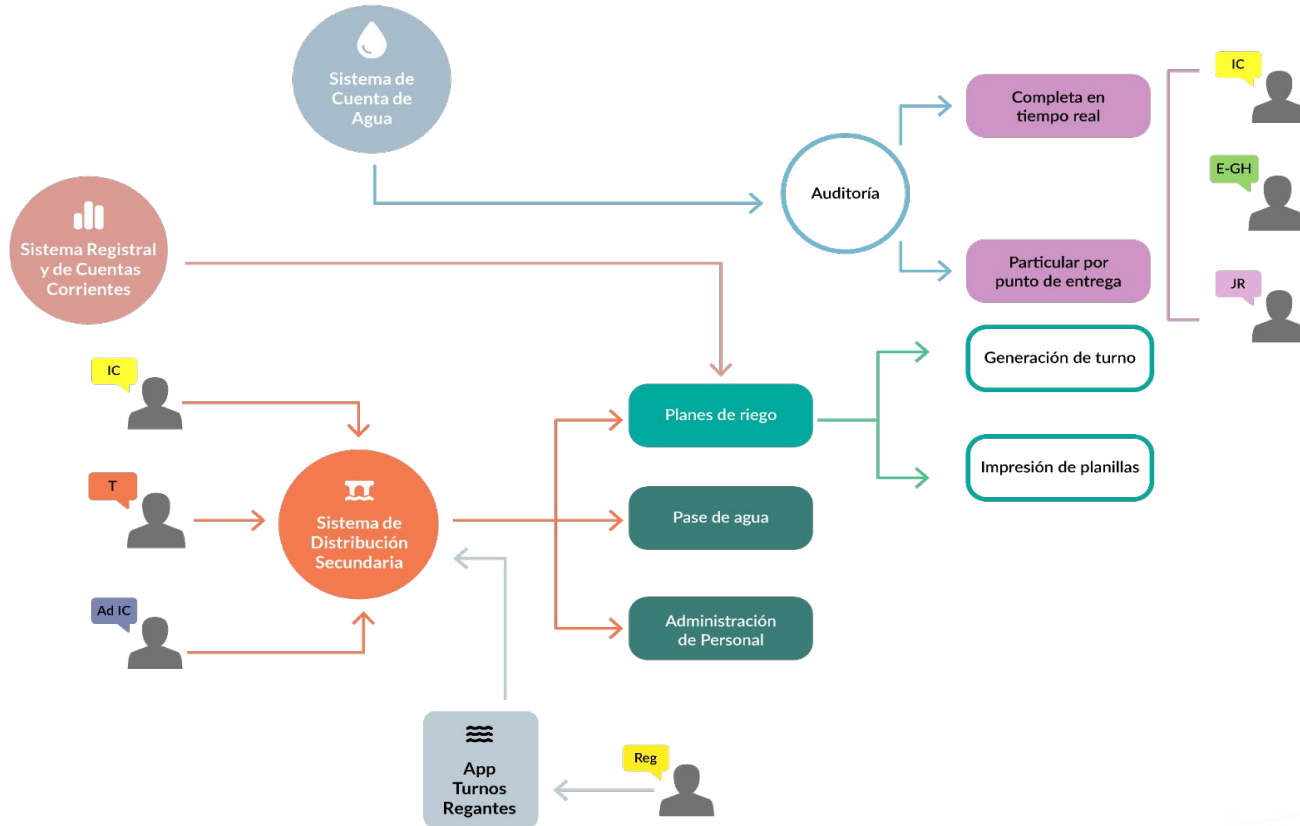 Sistema de
Cuenta de
Agua
Completa en
tiempo real
IC
Auditoría
E-GH
Sistema Registral
y de Cuentas
Corrientes
Particular por
punto de entrega
JR
Generación de turno
IC
Planes de riego
Impresión de planillas
T
Sistema de
Distribución
Secundaria
Pase de agua
Ad IC
Administración
de Personal
App
Turnos
Regantes
Reg